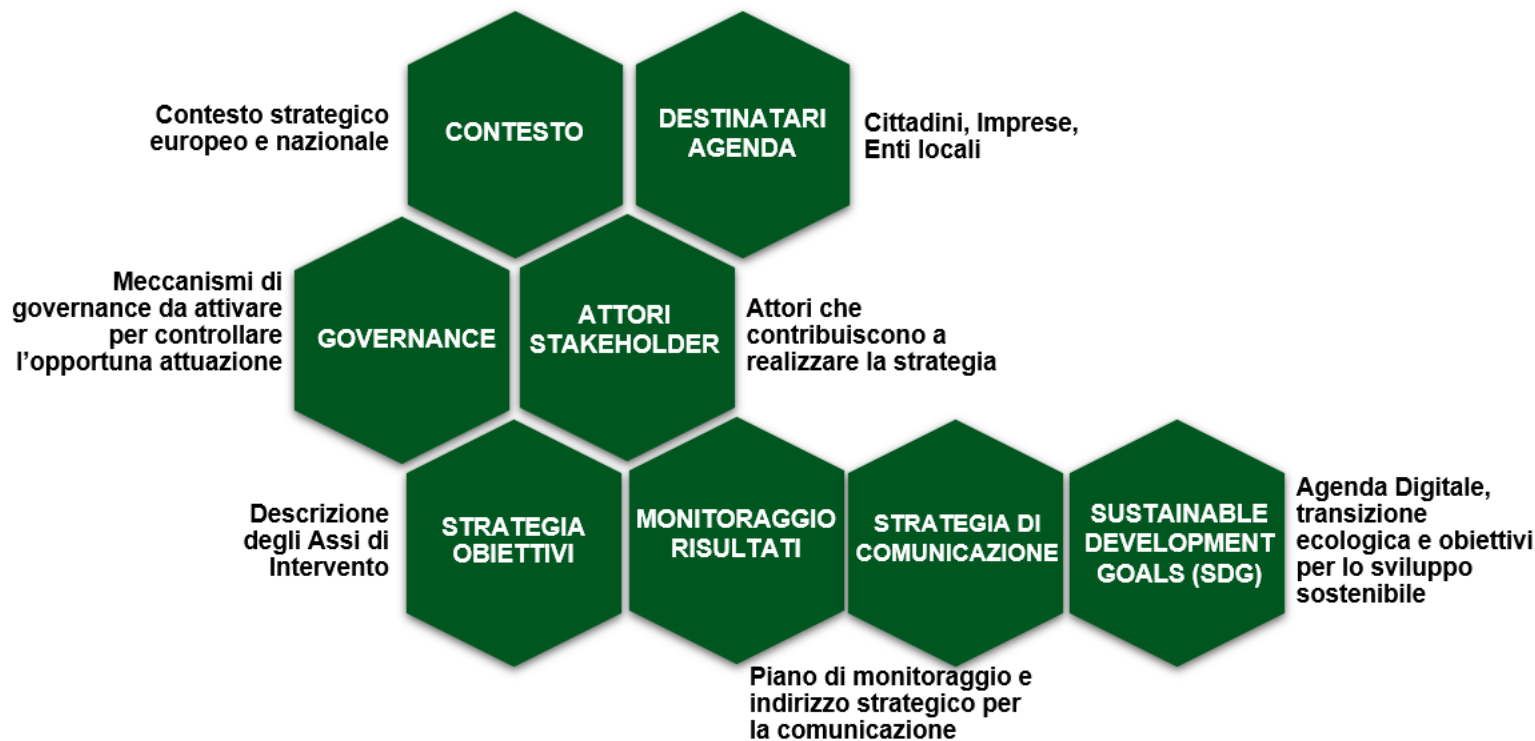 Contesto strategico
europeo e nazionale
CONTESTO
DESTINATARI
AGENDA
Cittadini, Imprese,
Enti locali
Meccanismi di
governance da attivare
per controllare
l’opportuna attuazione
GOVERNANCE
ATTORI
STAKEHOLDER
Attori che
contribuiscono a
realizzare la strategia
Descrizione
degli Assi di
Intervento
STRATEGIA
OBIETTIVI
MONITORAGGIO
RISULTATI
STRATEGIA DI
COMUNICAZIONE
SUSTAINABLE
DEVELOPMENT
GOALS (SDG)
Agenda Digitale,
transizione
ecologica e obiettivi
per lo sviluppo
sostenibile
Piano di monitoraggio e
indirizzo strategico per
la comunicazione